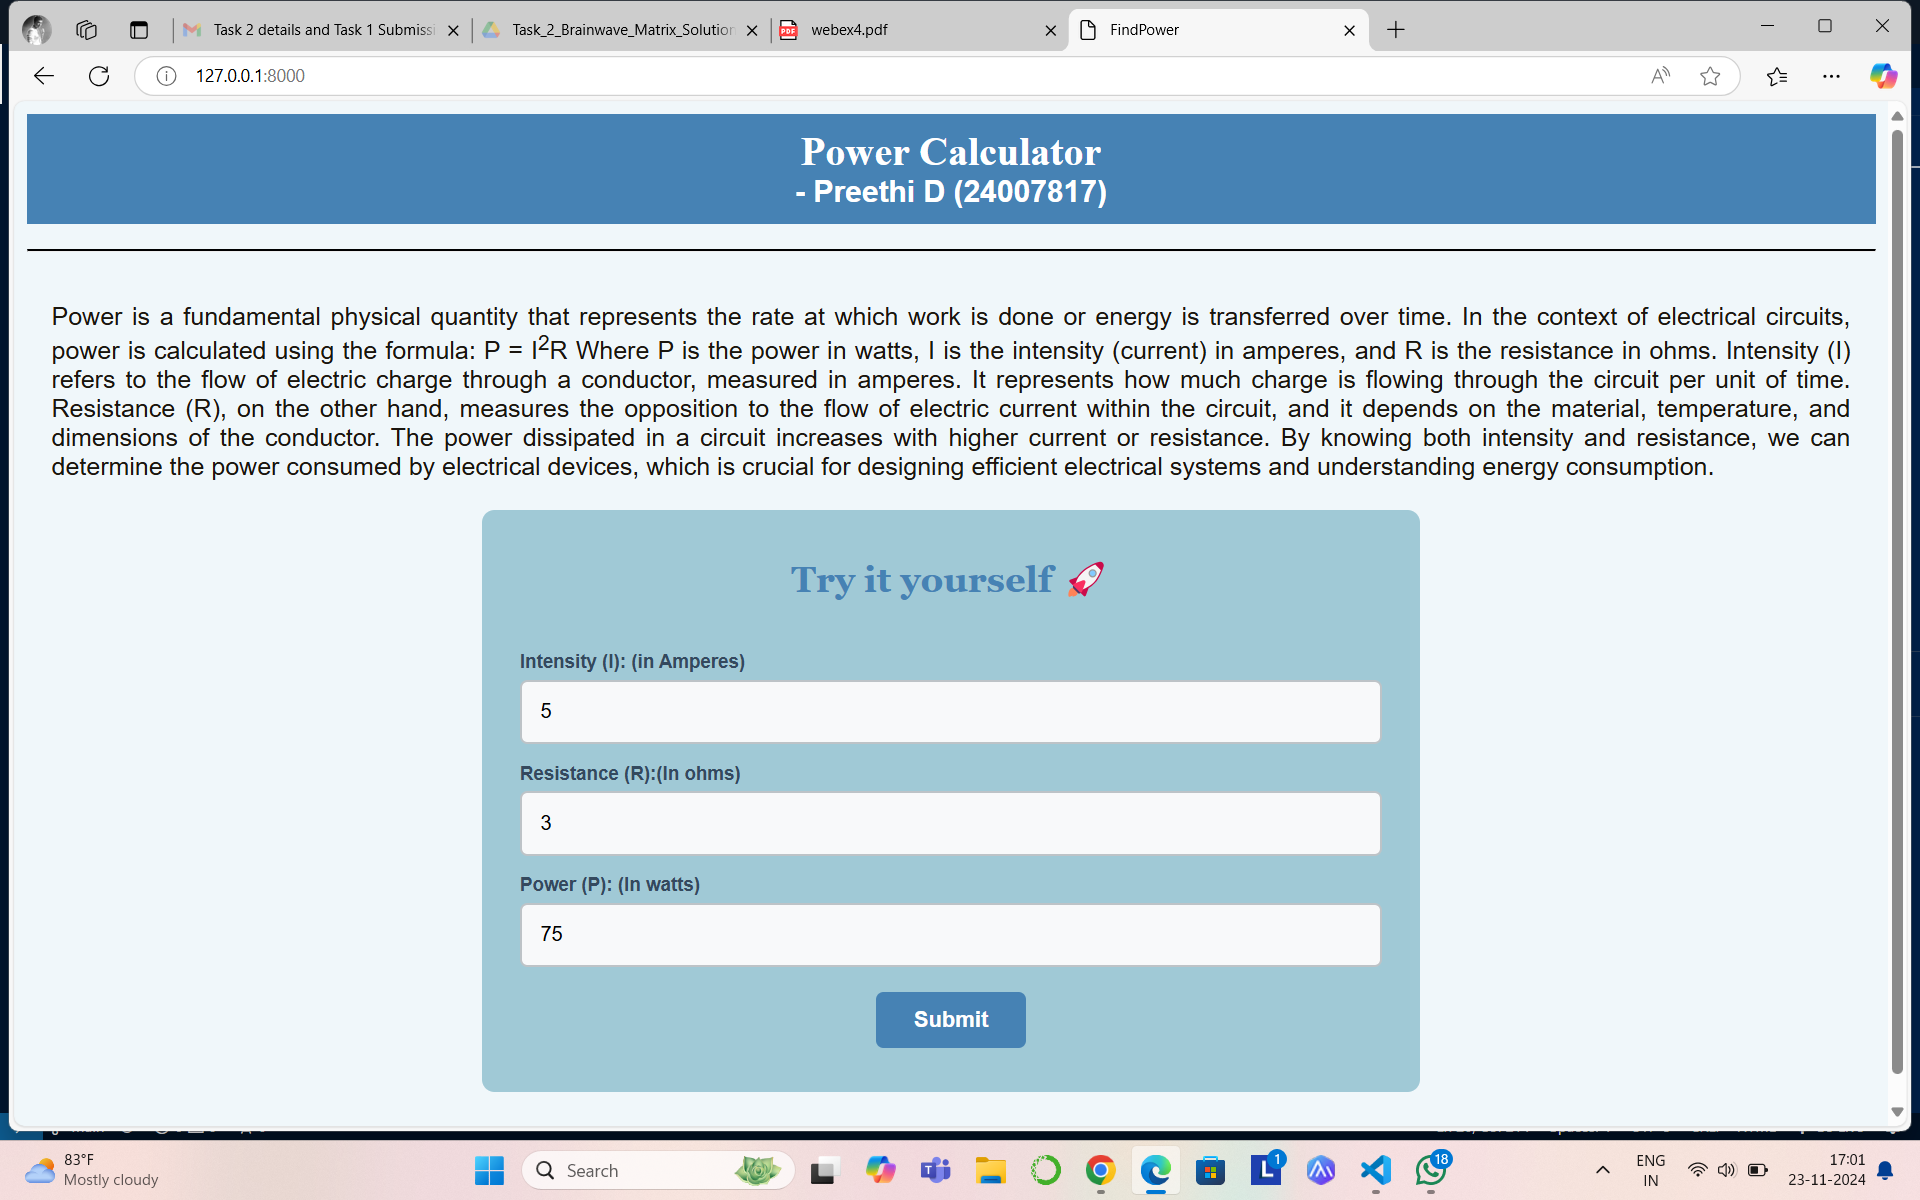 Task 2 details and Task 1 Submissi
Task_2_Brainwave_Matrix_Solution
PDF
webex4.pdf
FindPower
127.0.0.1:8000
Power Calculator
- Preethi D (24007817)
Power is a fundamental physical quantity that represents the rate at which work is done or energy is transferred over time. In the context of electrical circuits,
power is calculated using the formula: P = I²R Where P is the power in watts, I is the intensity (current) in amperes, and R is the resistance in ohms. Intensity (I)
refers to the flow of electric charge through a conductor, measured in amperes. It represents how much charge is flowing through the circuit per unit of time.
Resistance (R), on the other hand, measures the opposition to the flow of electric current within the circuit, and it depends on the material, temperature, and
dimensions of the conductor. The power dissipated in a circuit increases with higher current or resistance. By knowing both intensity and resistance, we can
determine the power consumed by electrical devices, which is crucial for designing efficient electrical systems and understanding energy consumption.
Try it yourself 🚀
Intensity (I): (in Amperes)
5
Resistance (R):(In ohms)
3
Power (P): (In watts)
75
Submit
83°F
Mostly cloudy
Search
1
18
ENG
IN
17:01
23-11-2024